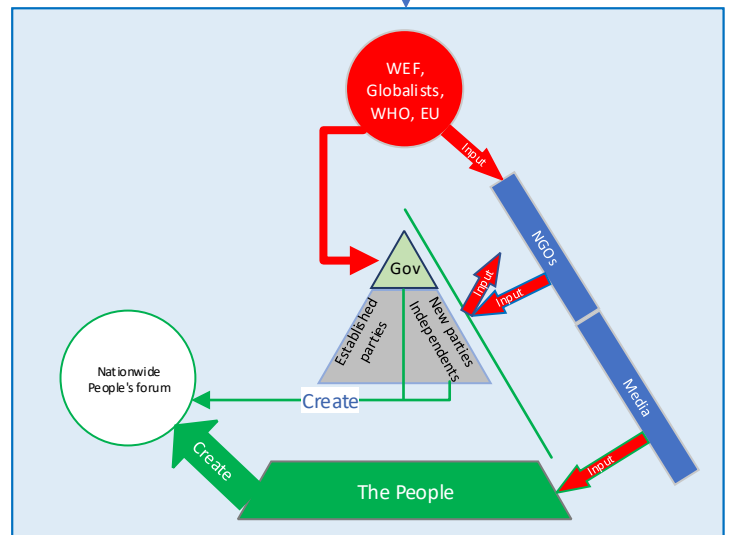 WEF,
Globalists,
WHO, EU
Input
NGOs
Gov
Input
Input
Established
parties
New parties
Independents
Nationwide
People's forum
Create
Media
Create
Input
The People